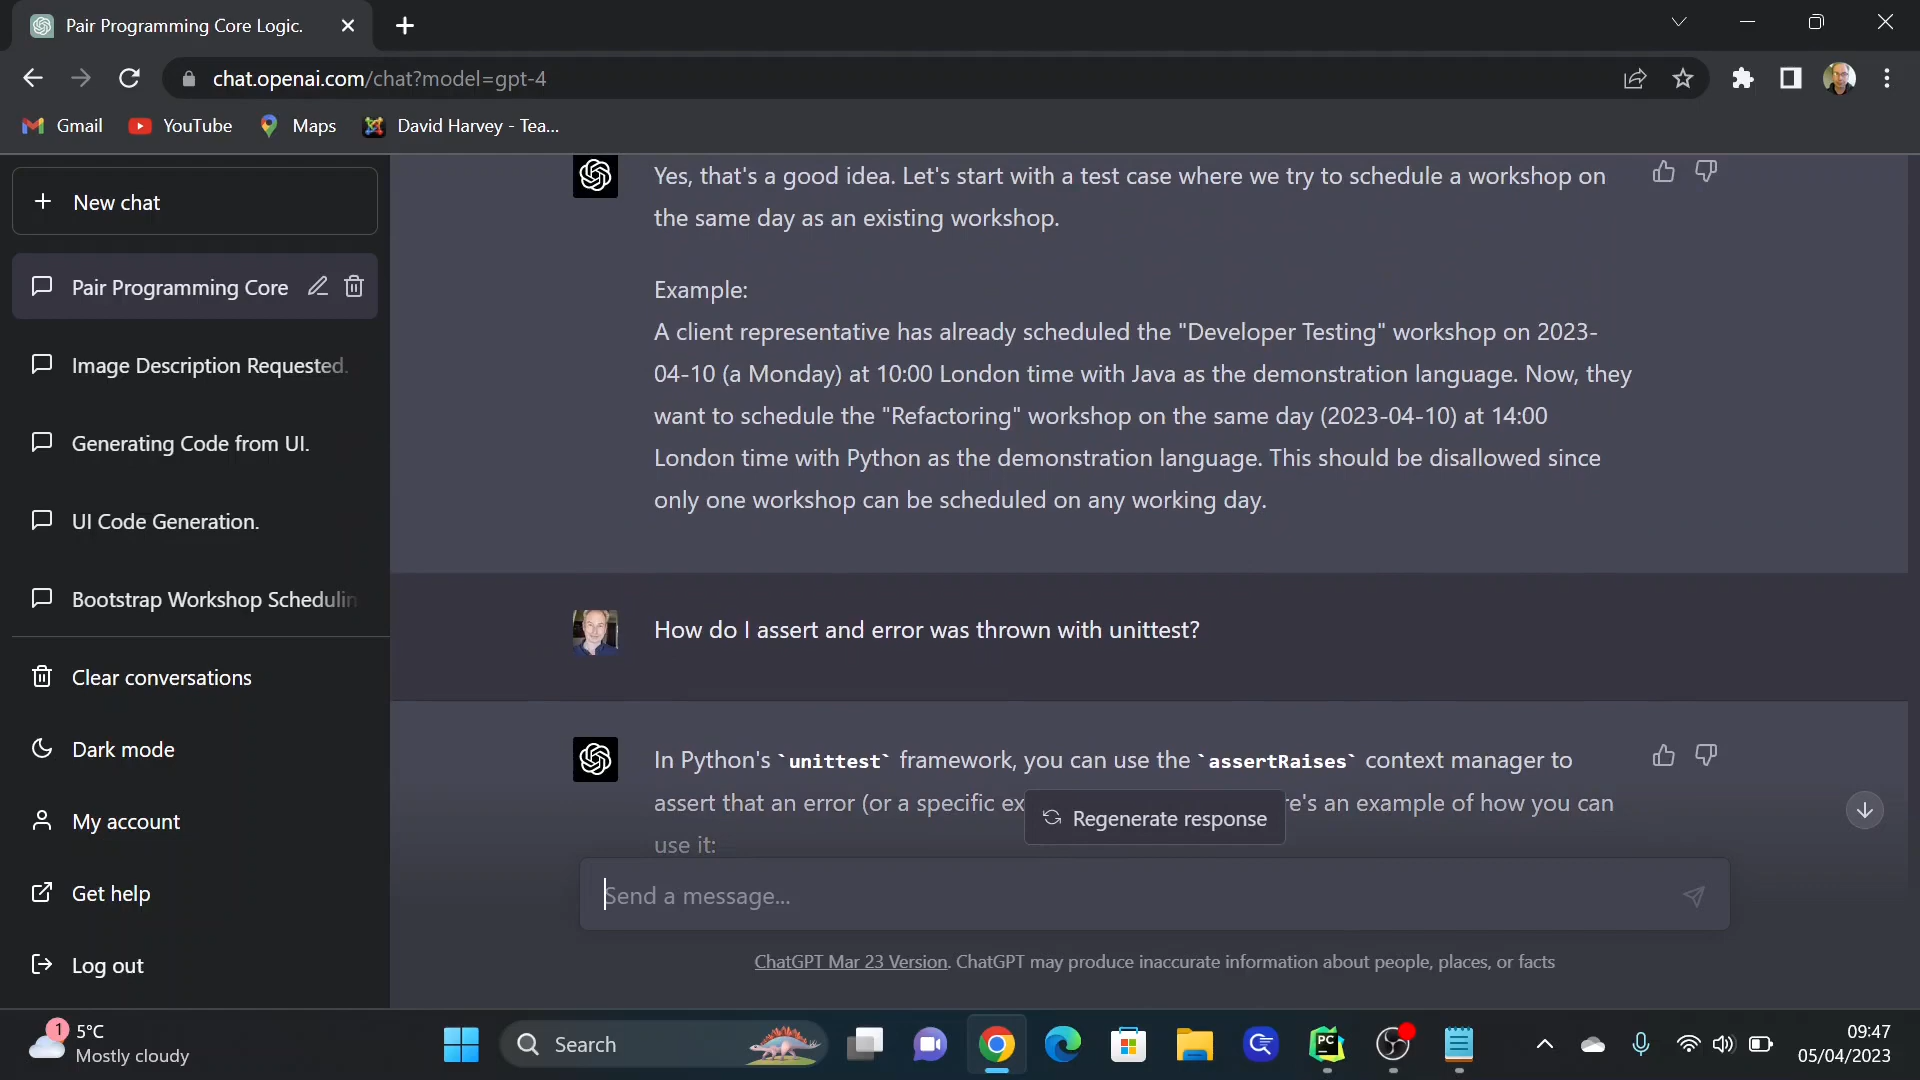 Pair Programming Core Logic.
chat.openai.com/chat?model=gpt-4
Gmail
YouTube
Maps
David Harvey - Tea...
New chat
Pair Programming Core
Image Description Requested.
Generating Code from UI.
UI Code Generation.
Bootstrap Workshop Schedulin
Clear conversations
Dark mode
My account
Get help
Log out
Yes, that's a good idea. Let's start with a test case where we try to schedule a workshop on
the same day as an existing workshop.
Example:
A client representative has already scheduled the "Developer Testing" workshop on 2023-
04-10 (a Monday) at 10:00 London time with Java as the demonstration language. Now, they
want to schedule the "Refactoring" workshop on the same day (2023-04-10) at 14:00
London time with Python as the demonstration language. This should be disallowed since
only one workshop can be scheduled on any working day.
How do I assert and error was thrown with unittest?
In Python's `unittest` framework, you can use the `assertRaises` context manager to
assert that an error (or a specific ex re's an example of how you can
use it:
Regenerate response
Send a message...
ChatGPT Mar 23 Version. ChatGPT may produce inaccurate information about people, places, or facts
1
5°C
Mostly cloudy
Search
PC
09:47
05/04/2023